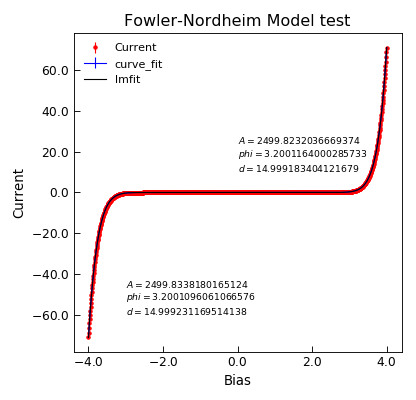 Fowler-Nordheim Model test
Current
curve_fit
lmfit
60.0
40.0
20.0
0.0
−20.0
−40.0
−60.0
Current
A = 2499.8232036669374
phi = 3.2001164000285733
d = 14.999183404121679
A = 2499.8338180165124
phi = 3.2001096061066576
d = 14.999231169514138
−4.0 −2.0 0.0 2.0 4.0
Bias